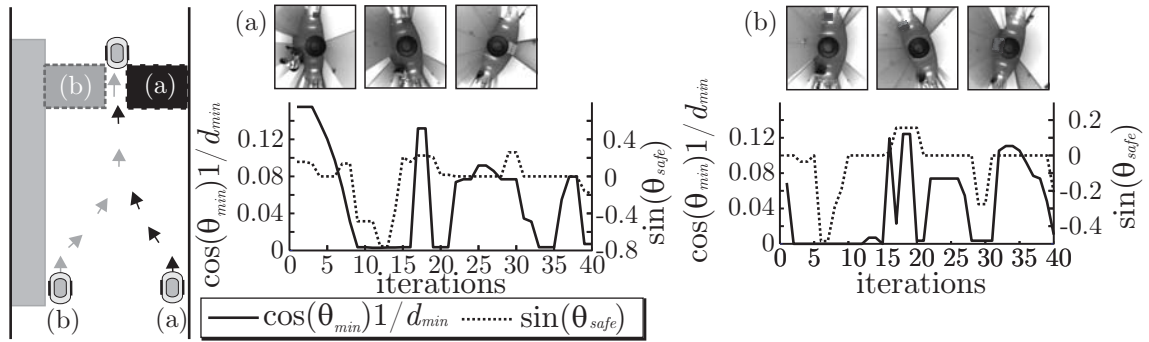 (b)
(a)
(b)
(a)
(a)
cos(θmin)1/dmin
0.12
0.08
0.04
0
0 5 10 15 20 25 30 35 40
iterations
0.4
0
-0.4
-0.8
sin(θsafe)
(b)
cos(θmin)1/dmin
0.12
0.08
0.04
0
0 5 10 15 20 20 30 35 40
iterations
0.2
0
-0.2
-0.4
sin(θsafe)
cos(θmin)1/dmin sin(θsafe)